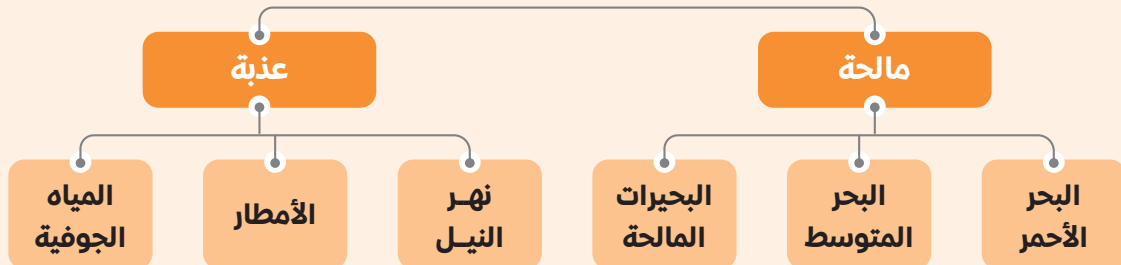 مالحة
عذبة
البحر
الأحمر
البحر
المتوسط
البحيرات
المالحة
نهـر
النيـل
الأمطار
المياه
الجوفية